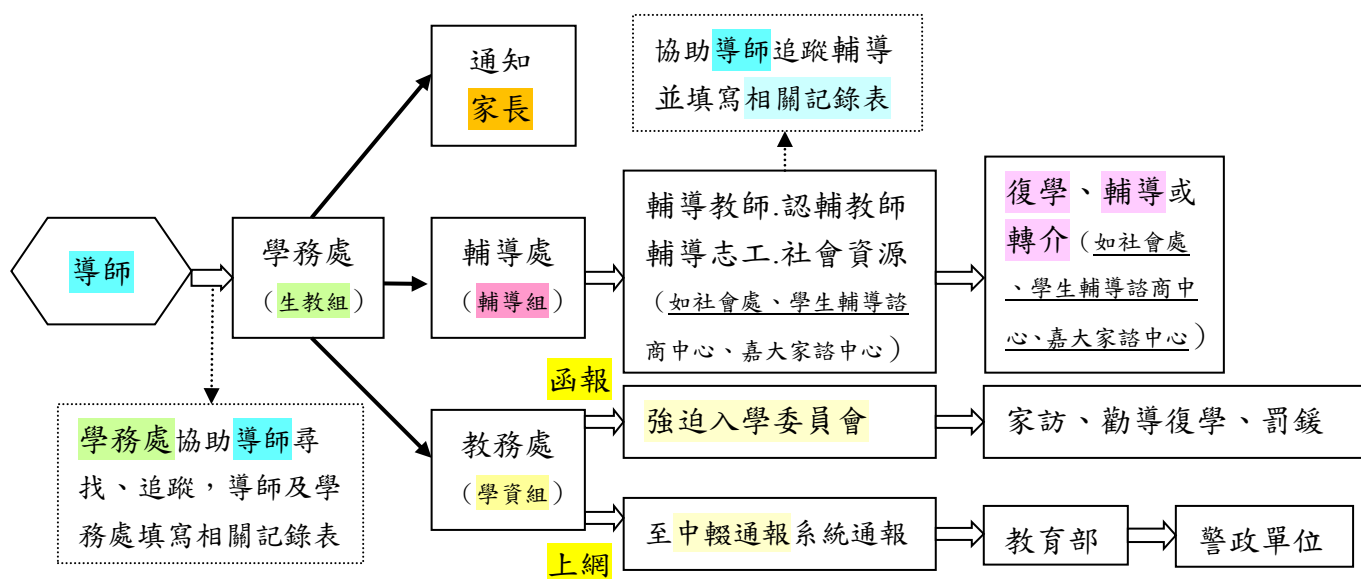 導師
學務處協助導師尋
找、追蹤，導師及學
務處填寫相關記錄表
學務處
（生教組）
通知
家長
輔導處
（輔導組）
教務處
（學資組）
協助導師追蹤輔導
並填寫相關記錄表
輔導教師.認輔教師
輔導志工.社會資源
（如社會處、學生輔導諮
商中心、嘉大家諮中心）
復學、輔導或
轉介（如社會處
、學生輔導諮商中
心、嘉大家諮中心）
函報
強迫入學委員會
家訪、勸導復學、罰鍰
上網
至中輟通報系統通報
教育部
警政單位